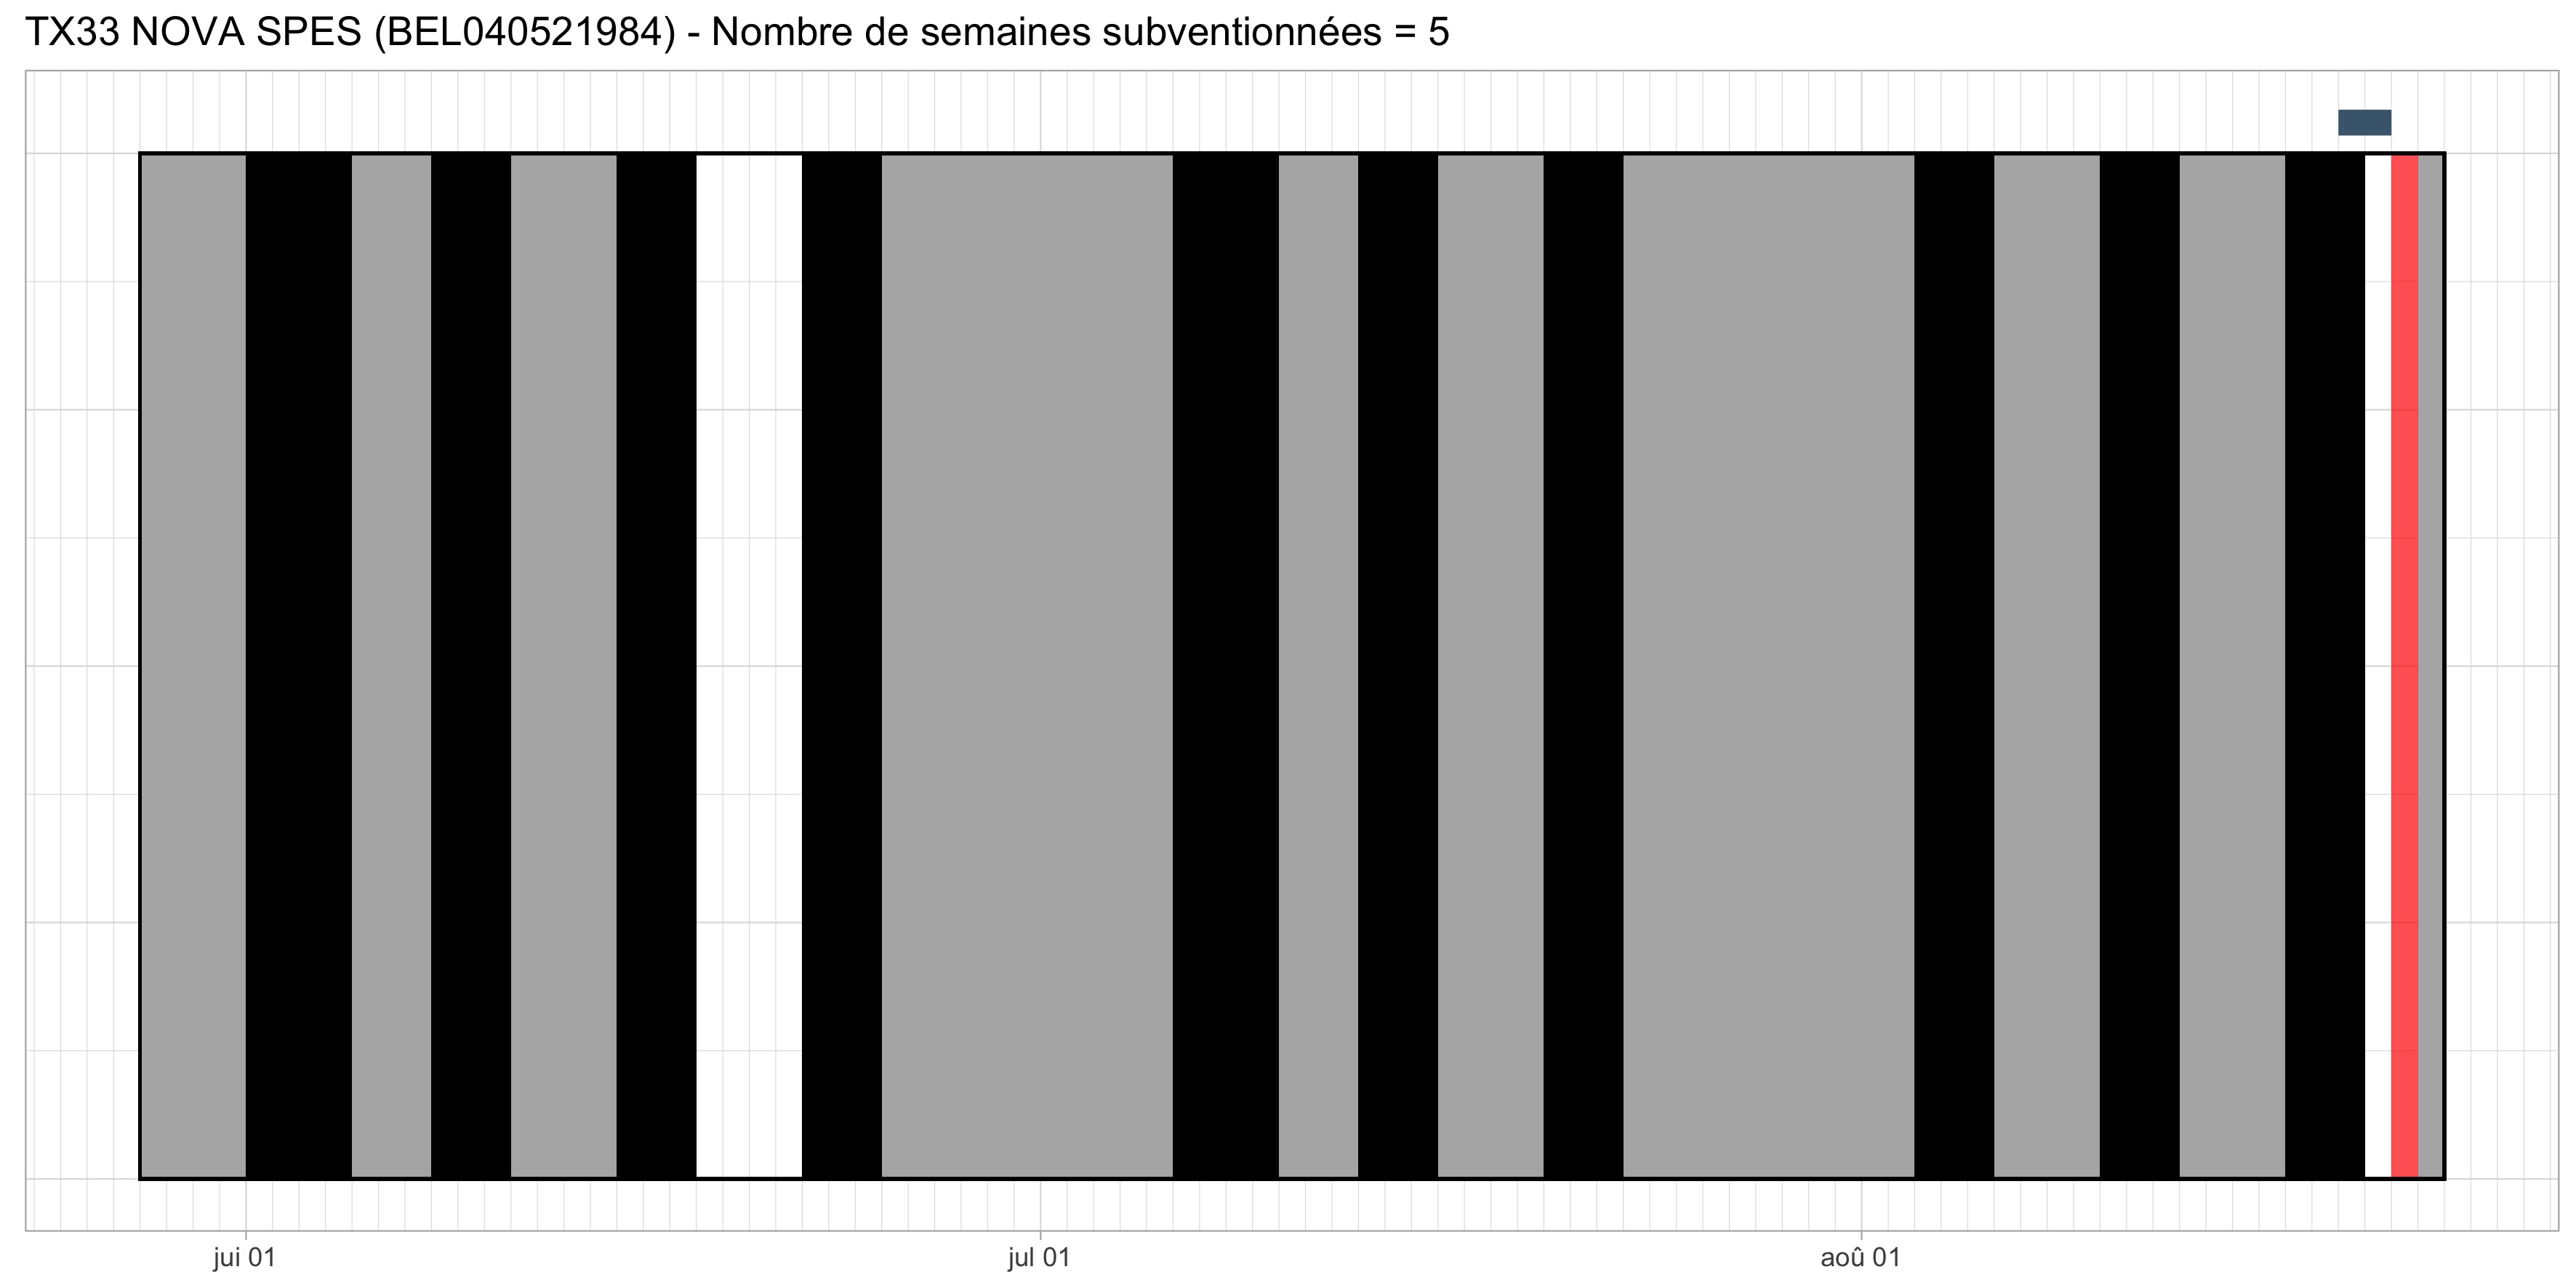 TX33 NOVA SPES (BEL040521984) - Nombre de semaines subventionnées = 5
jui 01
jul 01
aoû 01